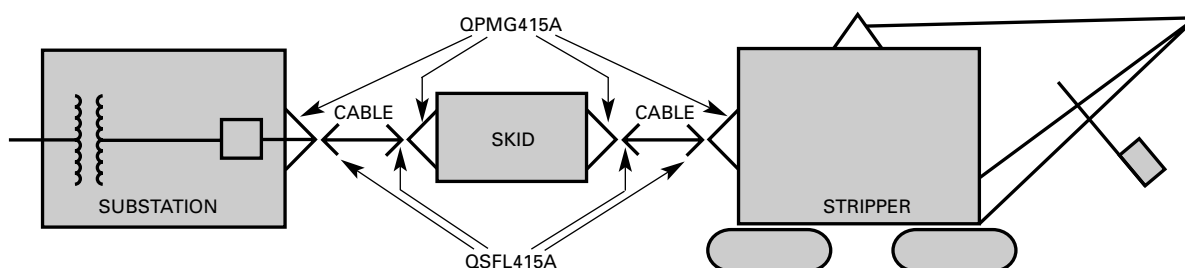 QPMG415A
CABLE
CABLE
SKID
SUBSTATION
STRIPPER
QSFL415A